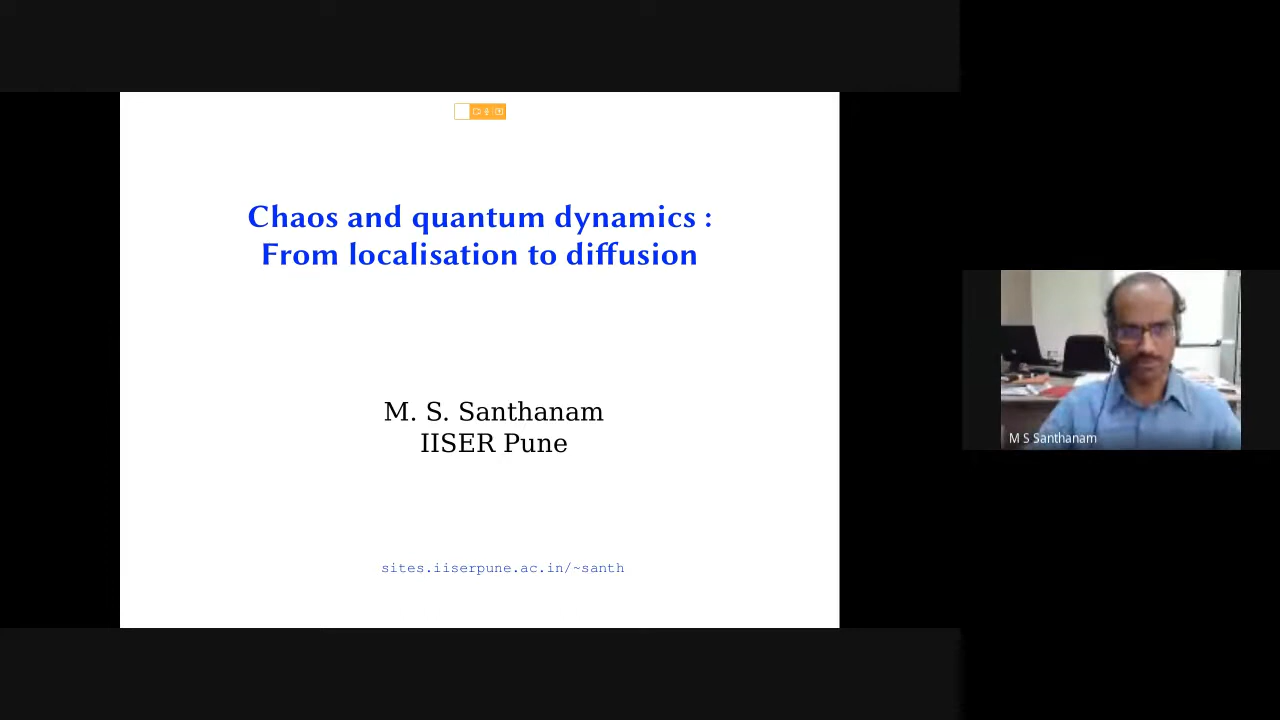 Chaos and quantum dynamics :
From localisation to diffusion
M. S. Santhanam
IISER Pune
sites.iiserpune.ac.in/~santh
M S Santhanam